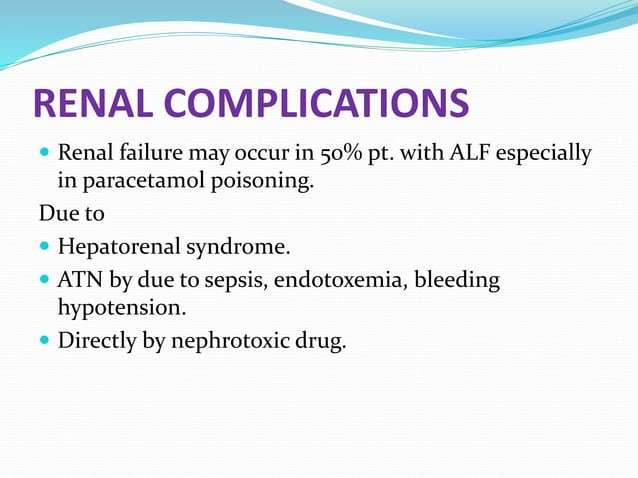 RENAL COMPLICATIONS
• Renal failure may occur in 50% pt. with ALF especially
in paracetamol poisoning.
Due to
• Hepatorenal syndrome.
• ATN by due to sepsis, endotoxemia, bleeding
hypotension.
• Directly by nephrotoxic drug.